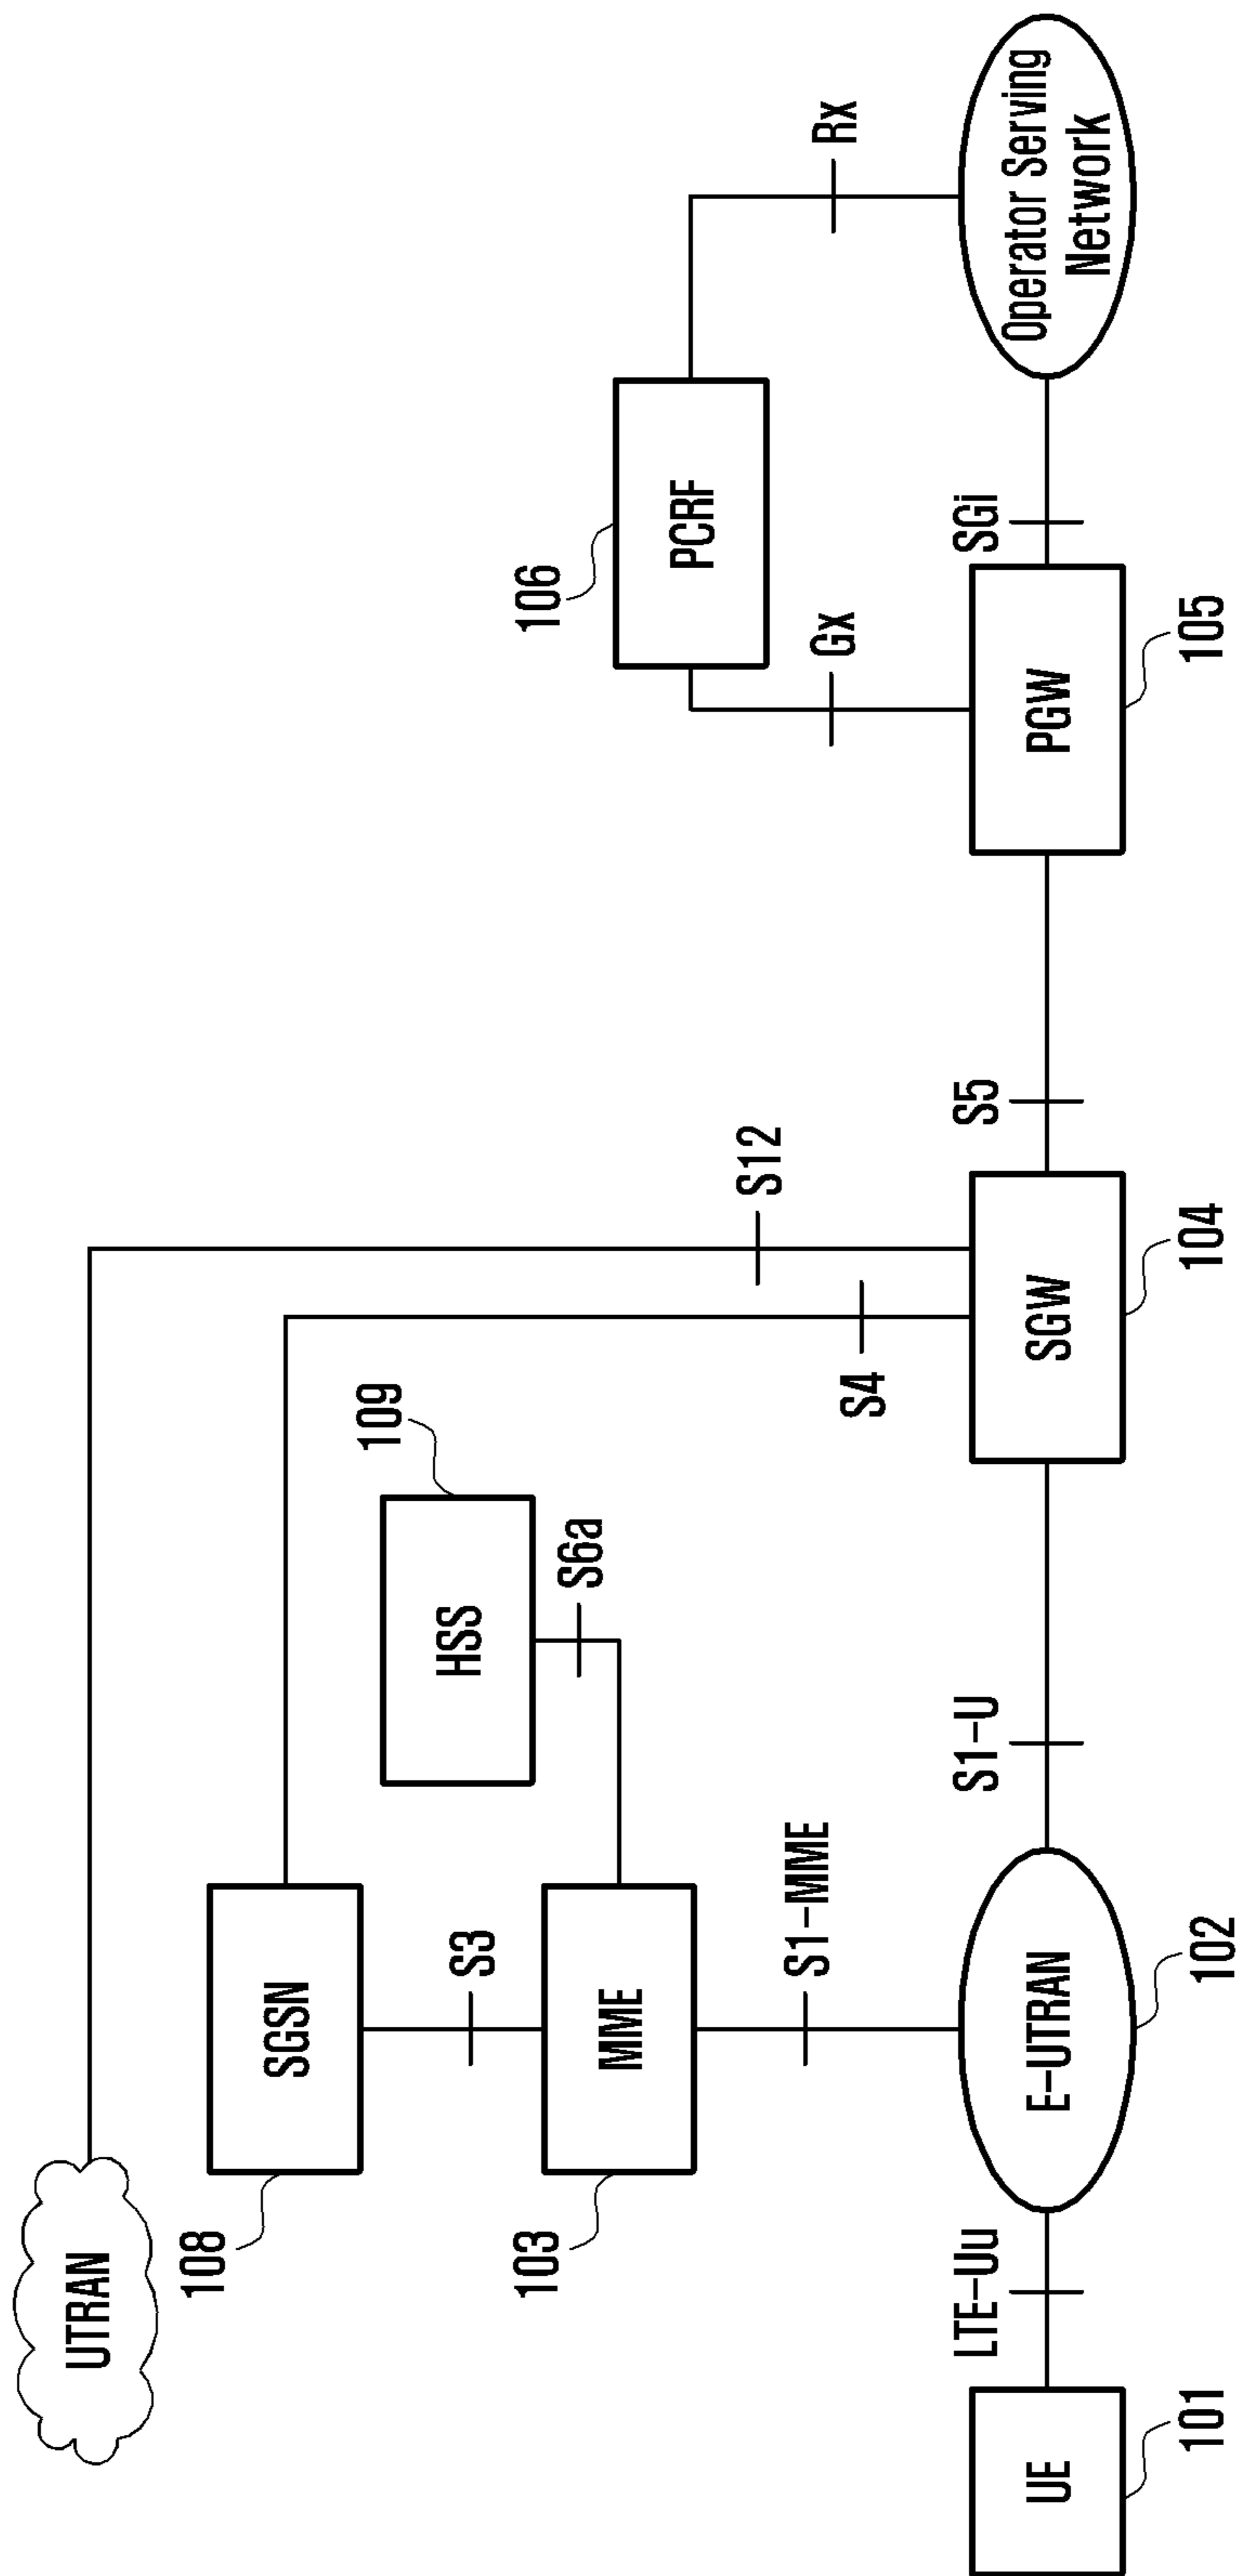 UTRAN
SGSN
108
HSS
109
S3
S6a
MME
103
S12
S4
S1-MME
PCRF
106
Gx
Rx
LTE-Uu
S1-U
S5
SGi
UE
101
E-UTRAN
102
SGW
104
PGW
105
Operator Serving
Network